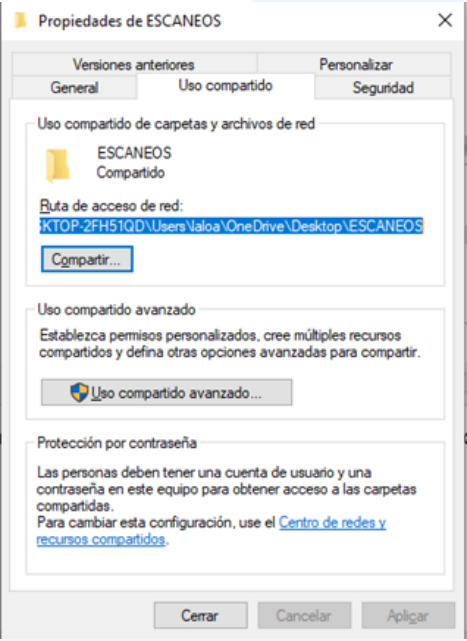 Propiedades de ESCANEOS
Versiones anteriores
Personalizar
General
Uso compartido
Seguridad
Uso compartido de carpetas y archivos de red
ESCANEOS
Compartido
Ruta de acceso de red:
KTOP-2FH51QD\Users\laloa\OneDrive\Desktop\ESCANEOS
Compartir...
Uso compartido avanzado
Establezca permisos personalizados, cree múltiples recursos
compartidos y defina otras opciones avanzadas para compartir.
Uso compartido avanzado...
Protección por contraseña
Las personas deben tener una cuenta de usuario y una
contraseña en este equipo para obtener acceso a las carpetas
compartidas.
Para cambiar esta configuración, use el Centro de redes y
recursos compartidos.
Cerrar
Cancelar
Aplicar